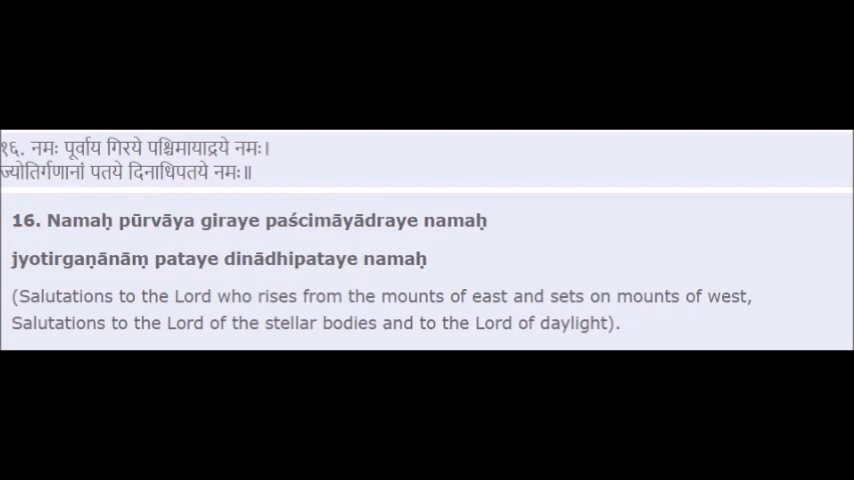 १६. नमः पूर्वाय गिरये पश्चिमायाद्रये नमः।
ज्योतिर्गणानां पतये दिनाधिपतये नमः॥
16. Namaḥ pūrvāya giraye paścimāyādraye namaḥ
jyotirgaṇānāṃ pataye dinādhipataye namaḥ
(Salutations to the Lord who rises from the mounts of east and sets on mounts of west,
Salutations to the Lord of the stellar bodies and to the Lord of daylight).